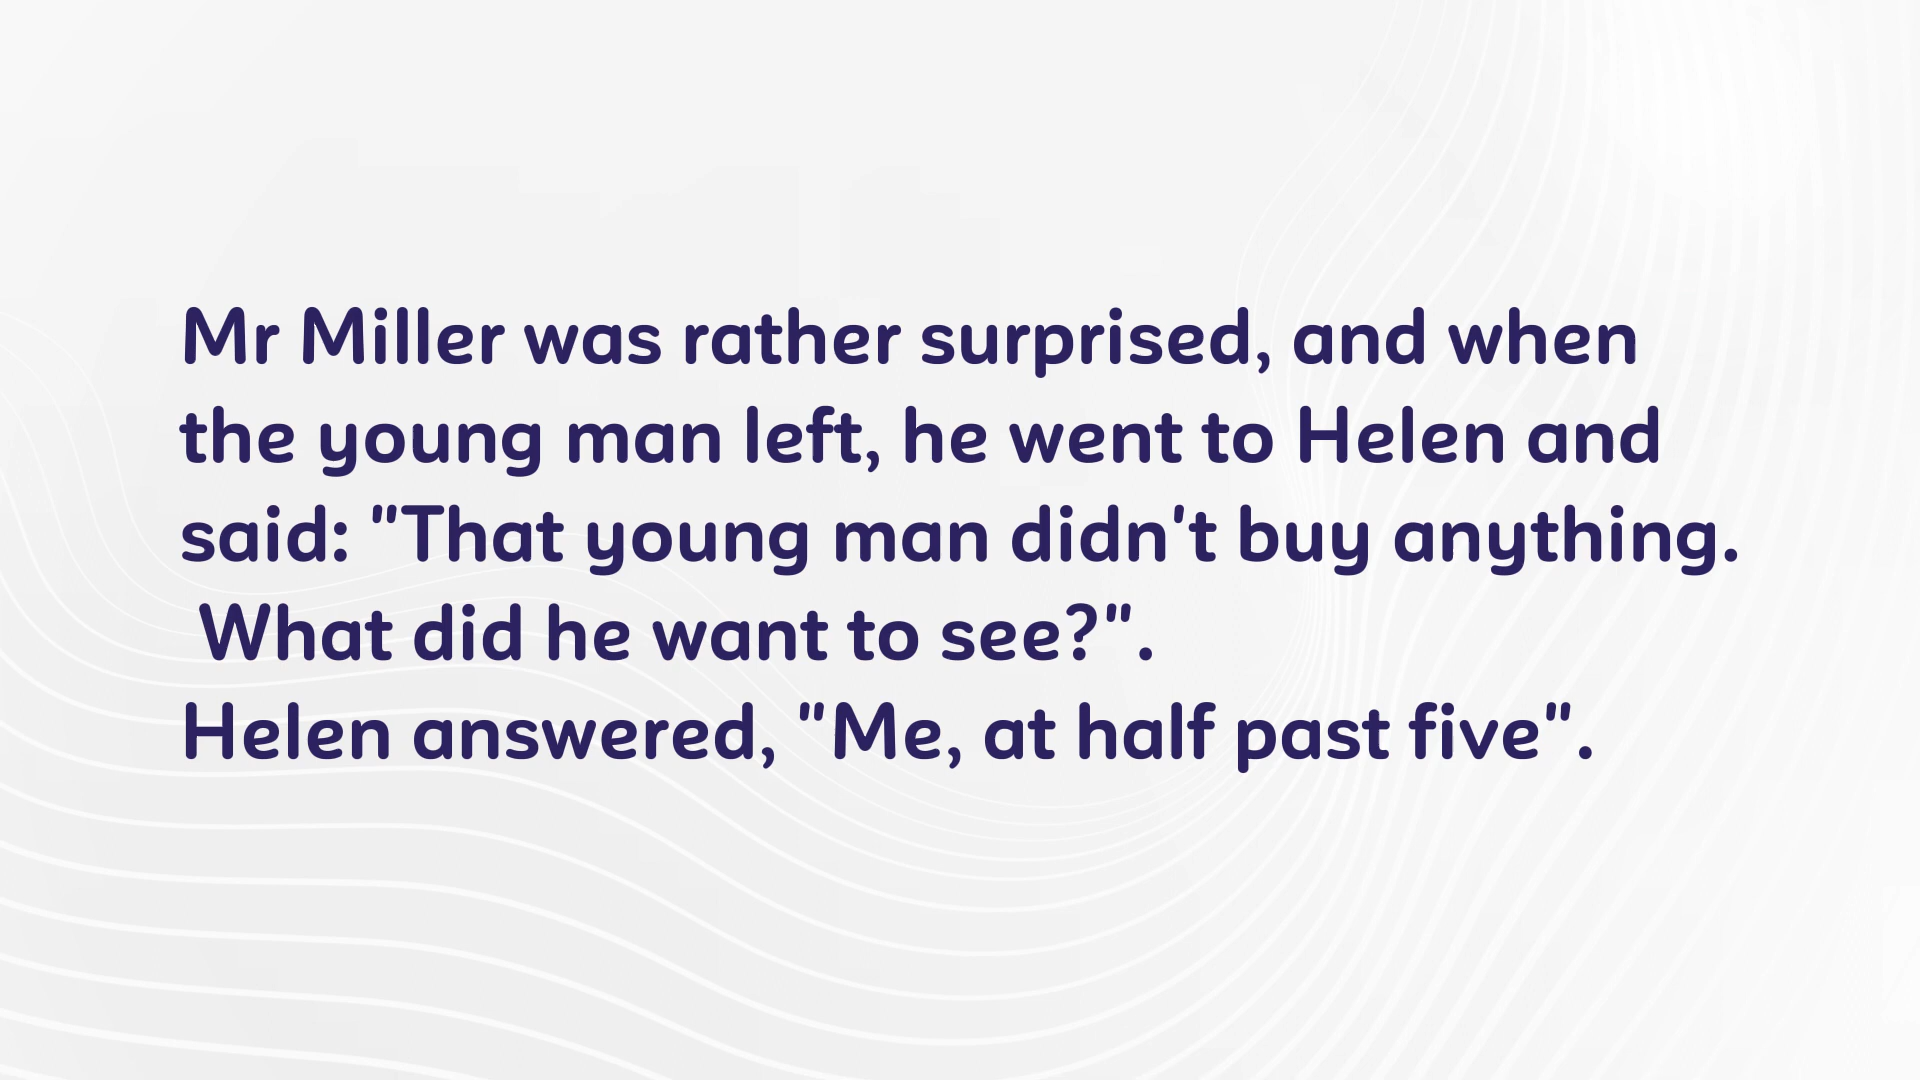 Mr Miller was rather surprised, and when
the young man left, he went to Helen and
said: "That young man didn't buy anything.
What did he want to see?".
Helen answered, "Me, at half past five".